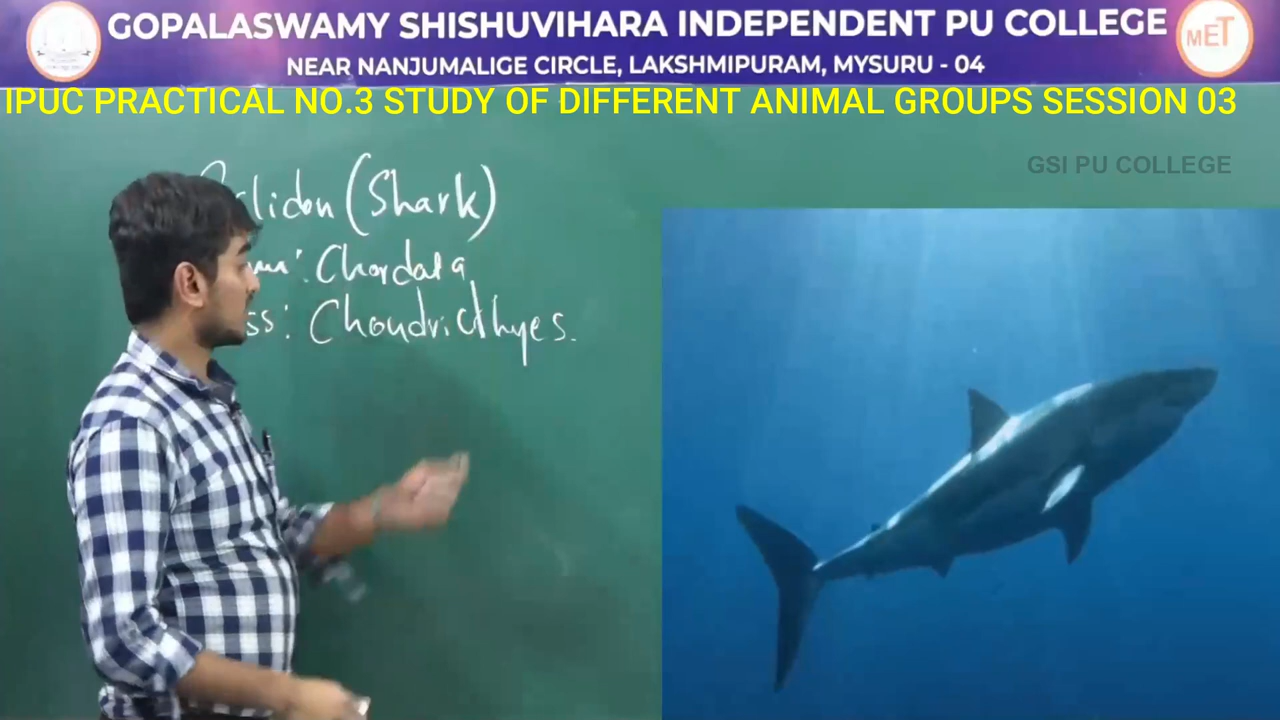 GOPALASWAMY SHISHUVIHARA INDEPENDENT PU COLLEGE
MET
NEAR NANJUMALIGE CIRCLE, LAKSHMIPURAM, MYSURU - 04
IPUC PRACTICAL NO.3 STUDY OF DIFFERENT ANIMAL GROUPS SESSION 03
GSI PU COLLEGE
(Shark)
: Chordata
: Chondricthyes.